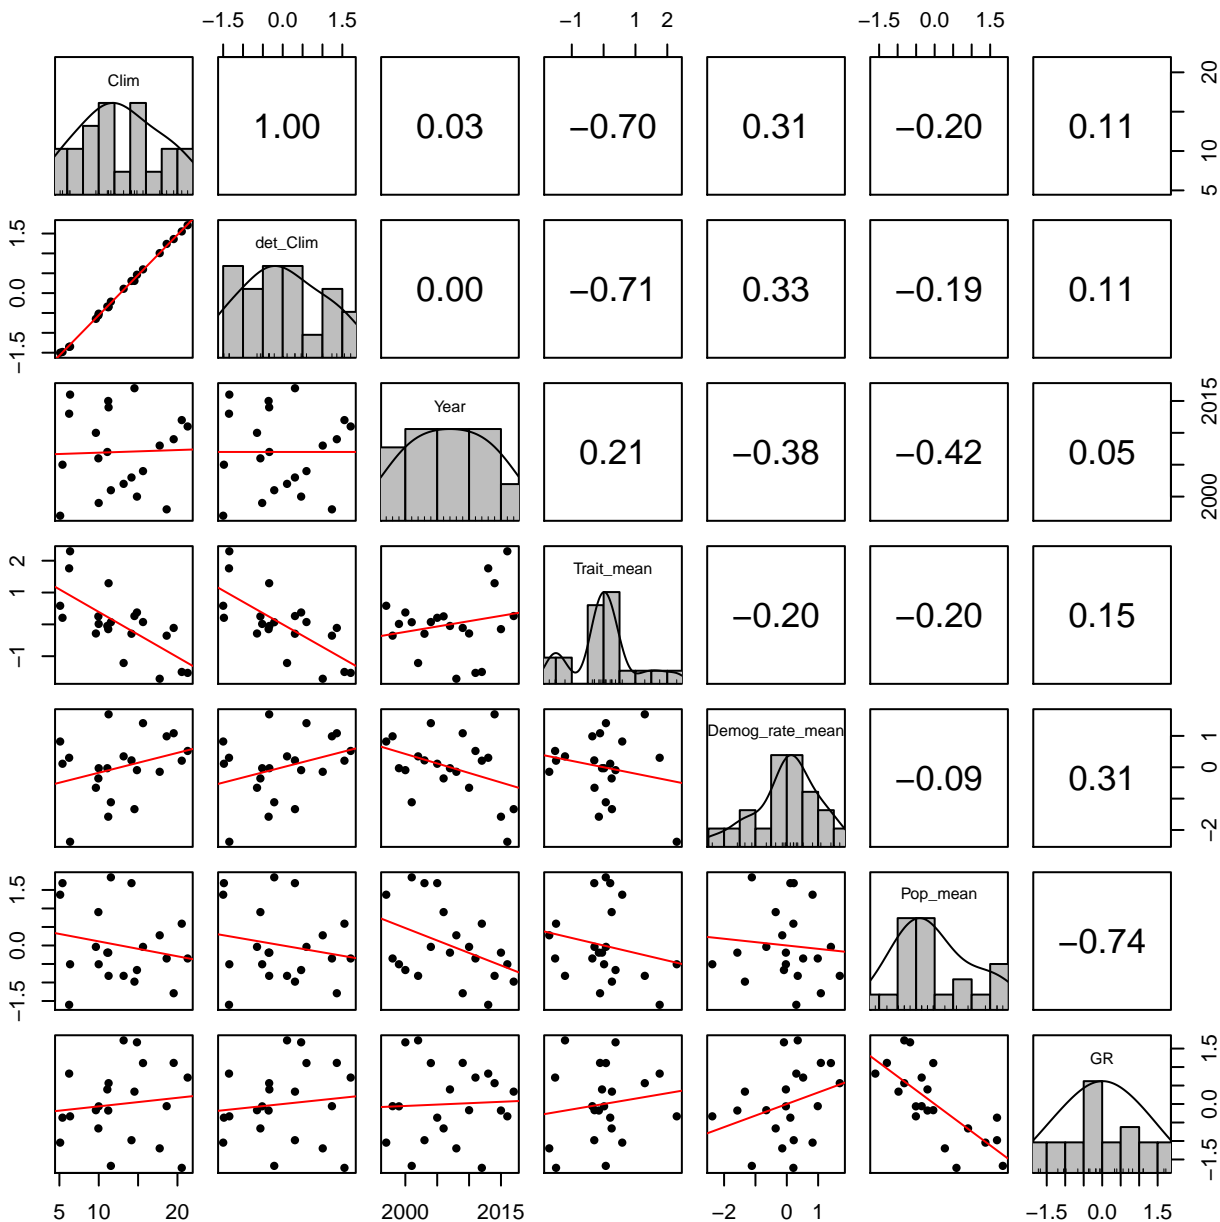 −1.5 0.0 1.5 −1 1 2 −1.5 0.0 1.5
Clim 1.00 0.03 −0.70 0.31 −0.20 0.11 5 10 20
−1.5 0.0 1.5 det_Clim 0.00 −0.71 0.33 −0.19 0.11
Year 0.21 −0.38 −0.42 0.05 2000 2015
−1 1 2 Trait_mean −0.20 −0.20 0.15
Demog_rate_mean −0.09 0.31 −2 0 1
−1.5 0.0 1.5 Pop_mean −0.74
GR −1.5 0.0 1.5
5 10 20 2000 2015 −2 0 1 −1.5 0.0 1.5